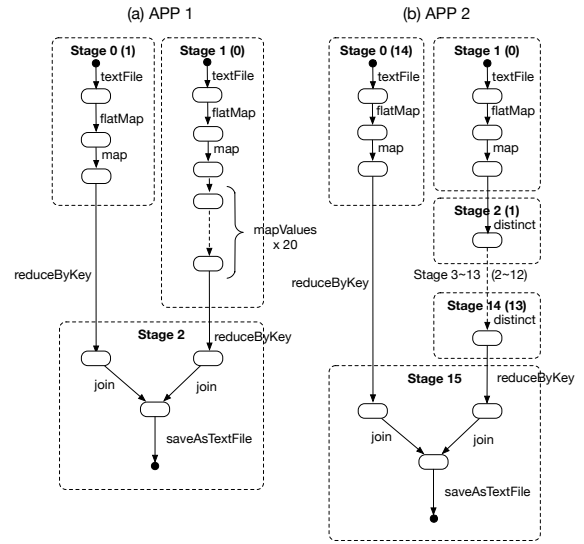 (a) APP 1
Stage 0 (1)
textFile
flatMap
map
reduceByKey
Stage 1 (0)
textFile
flatMap
map
mapValues
x 20
reduceByKey
Stage 2
join
join
saveAsTextFile
(b) APP 2
Stage 0 (14)
textFile
flatMap
map
reduceByKey
Stage 1 (0)
textFile
flatMap
map
Stage 2 (1)
distinct
Stage 3~13 (2~12)
Stage 14 (13)
distinct
reduceByKey
Stage 15
join
join
saveAsTextFile